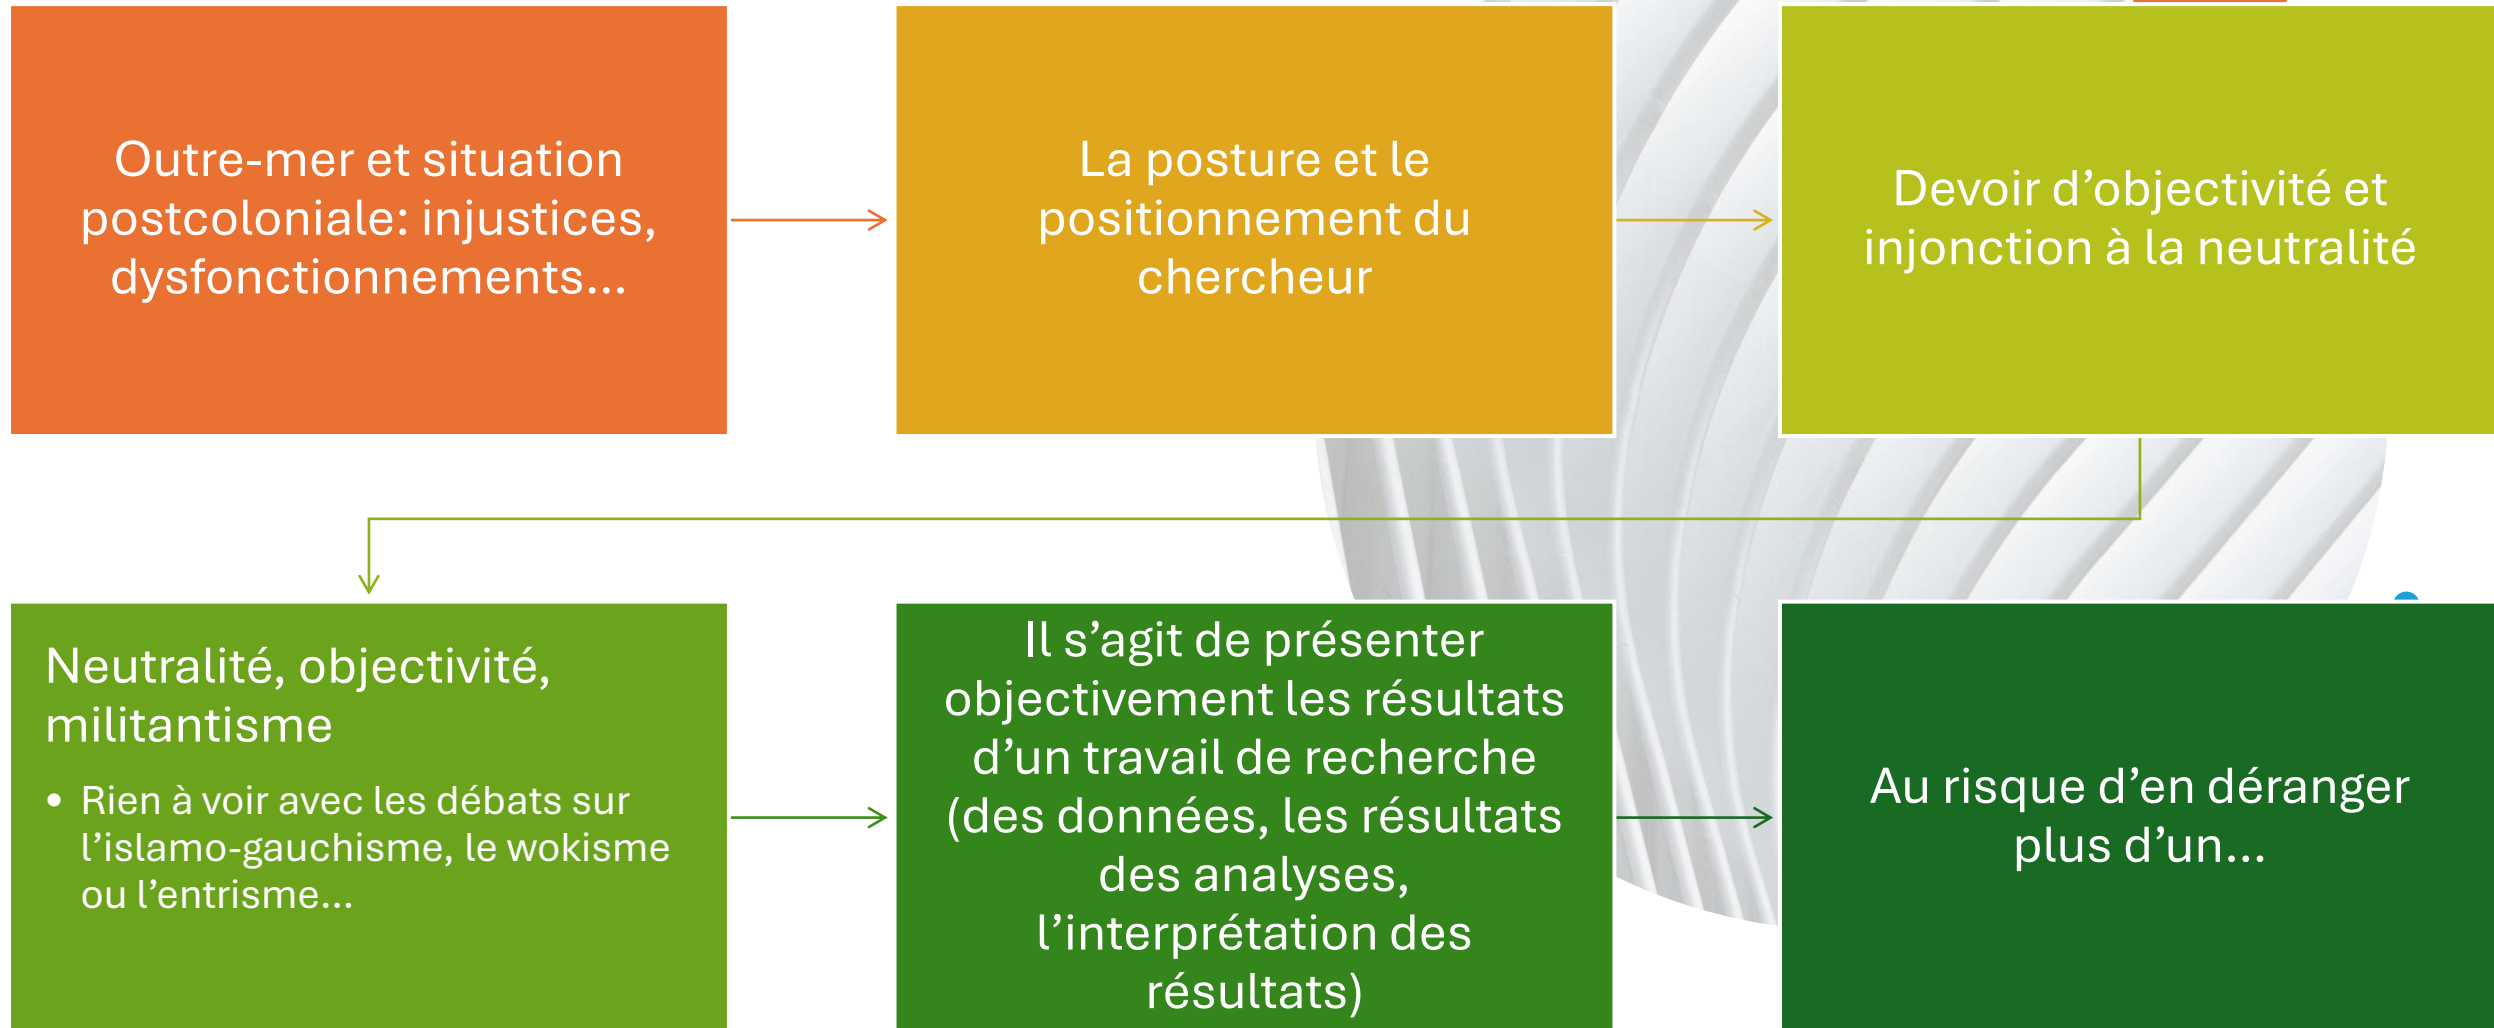 Outre-mer et situation
postcoloniale: injustices,
dysfonctionnements…
La posture et le
positionnement du
chercheur
Devoir d’objectivité et
injonction à la neutralité
Neutralité, objectivité,
militantisme
• Rien à voir avec les débats sur
l’islamo-gauchisme, le wokisme
ou l’entrisme…
Il s’agit de présenter
objectivement les résultats
d’un travail de recherche
(des données, les résultats
des analyses,
l’interprétation des
résultats)
Au risque d’en déranger
plus d’un…